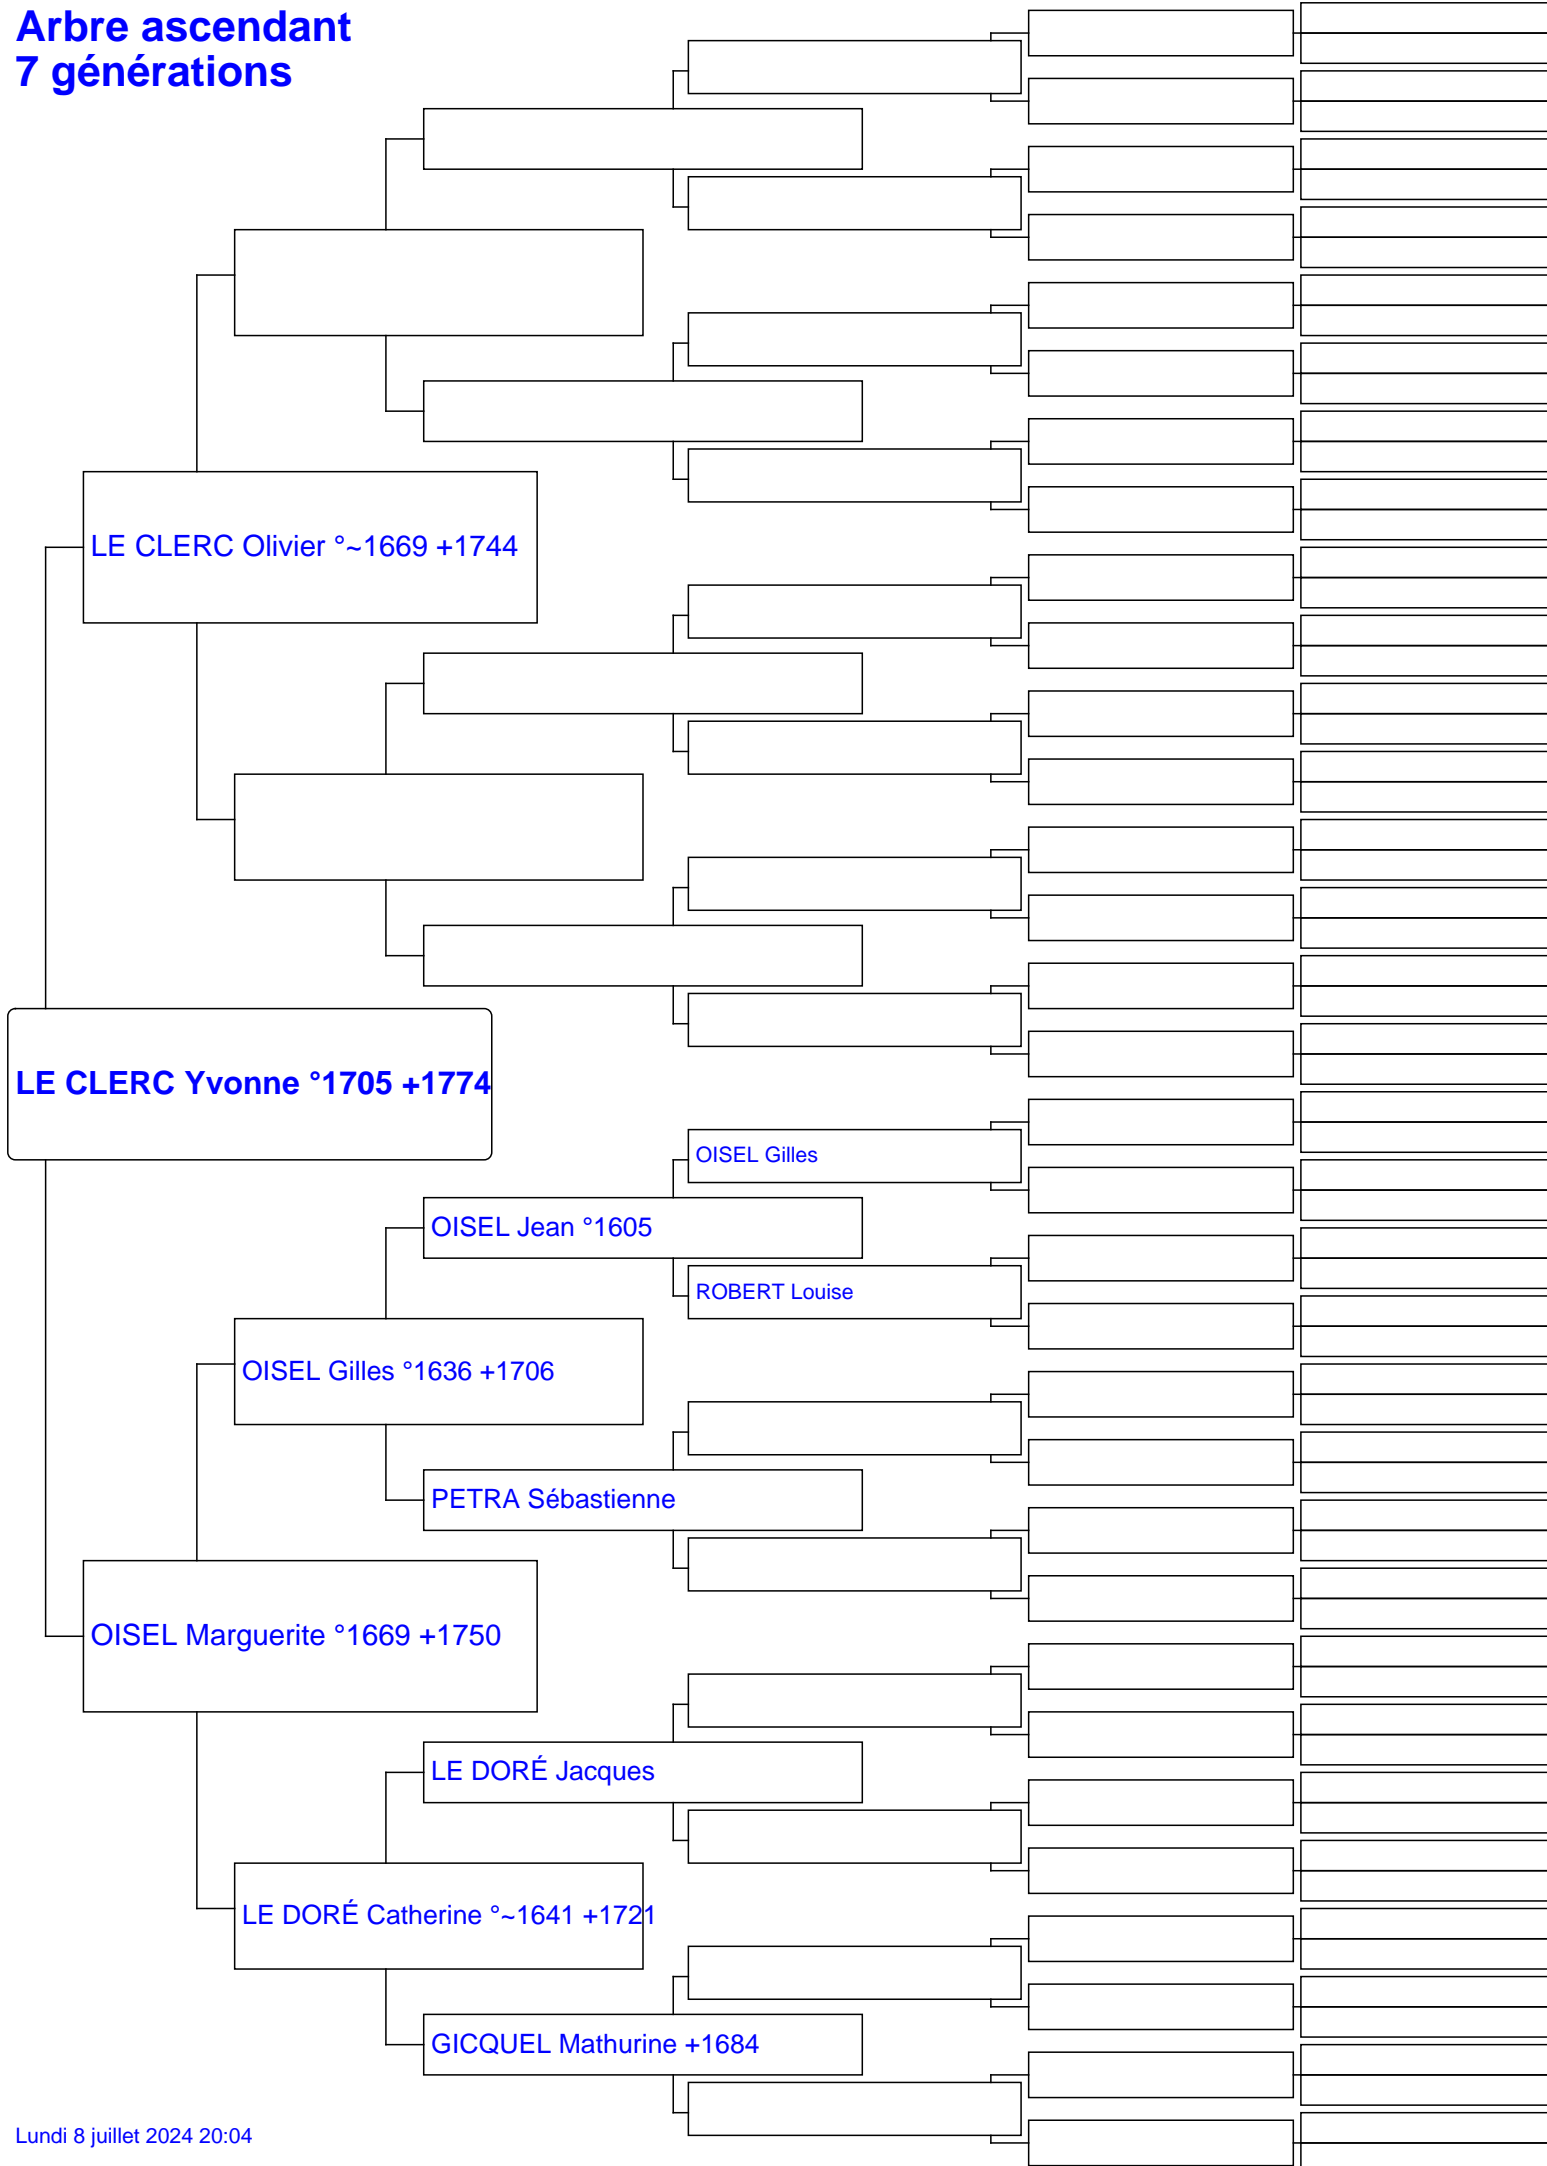 Arbre ascendant
7 générations
LE CLERC Olivier °~1669 +1744
LE CLERC Yvonne °1705 +1774
OISEL Gilles
OISEL Jean °1605
ROBERT Louise
OISEL Gilles °1636 +1706
PETRA Sébastienne
OISEL Marguerite °1669 +1750
LE DORÉ Jacques
LE DORÉ Catherine °~1641 +1721
GICQUEL Mathurine +1684
Lundi 8 juillet 2024 20:04